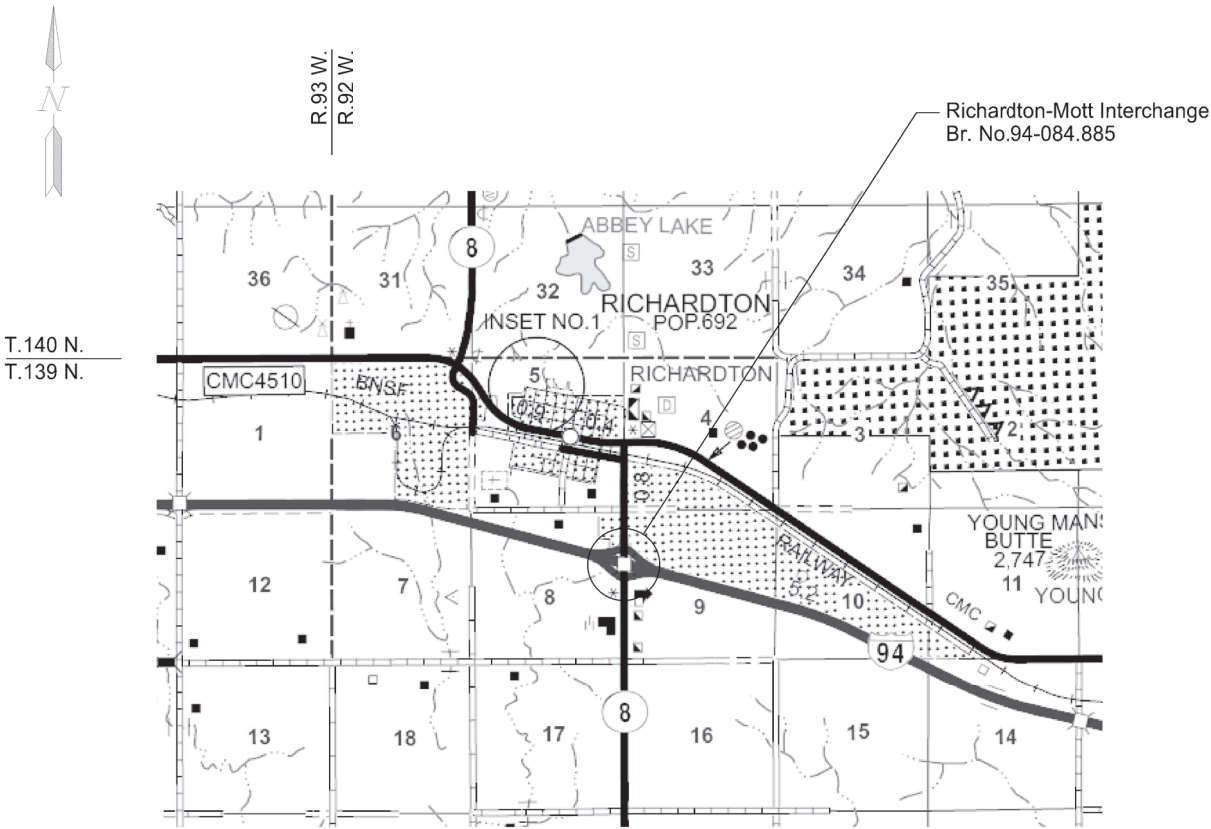 N
R.93 W.
R.92 W.
Richardton-Mott Interchange
Br. No.94-084.885
T.140 N.
T.139 N.
ABBEY LAKE
8
S
36
31
32
33
34
35
RICHARDTON
POP.692
INSET NO.1
S
RICHARDTON
CMC4510
BNSF
5
D
0.9
0.4
1
6
4
3
2
0.8
YOUNG MANS
BUTTE
2,747
YOUNG
RAILWAY
5.2
CMC
12
7
8
9
10
11
94
8
13
18
17
16
15
14